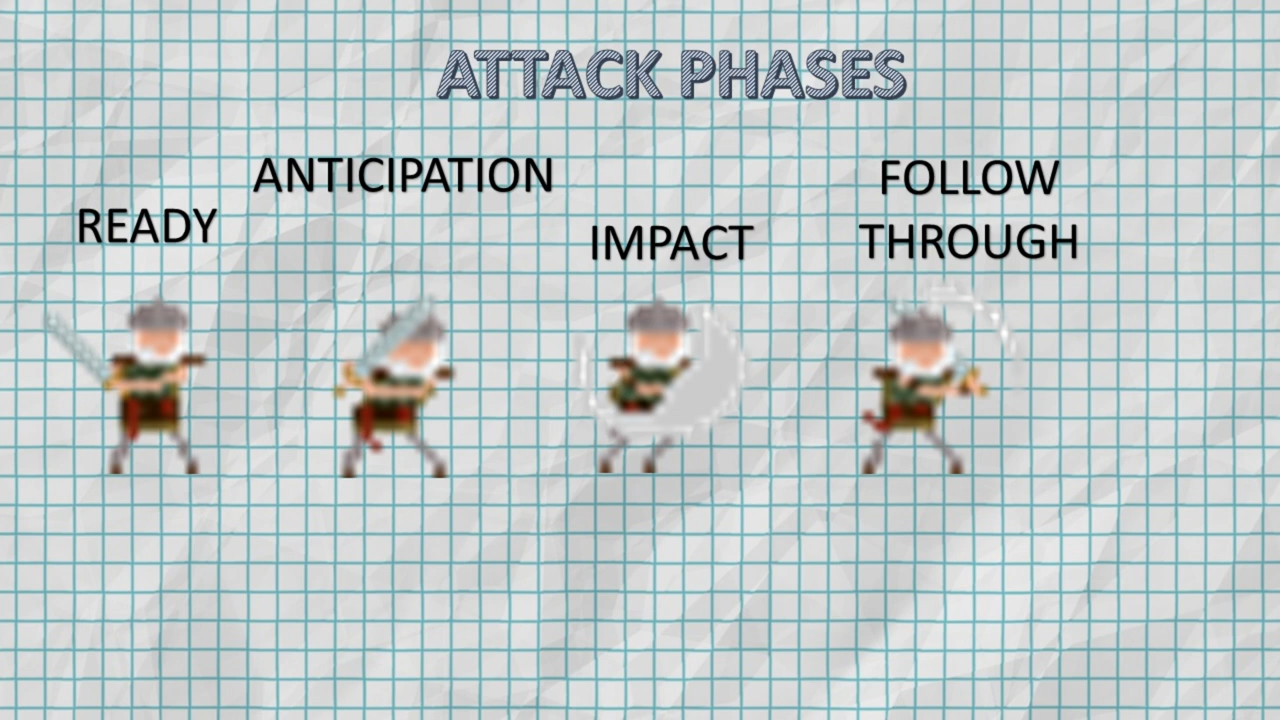 ATTACK PHASES
READY
ANTICIPATION
IMPACT
FOLLOW
THROUGH